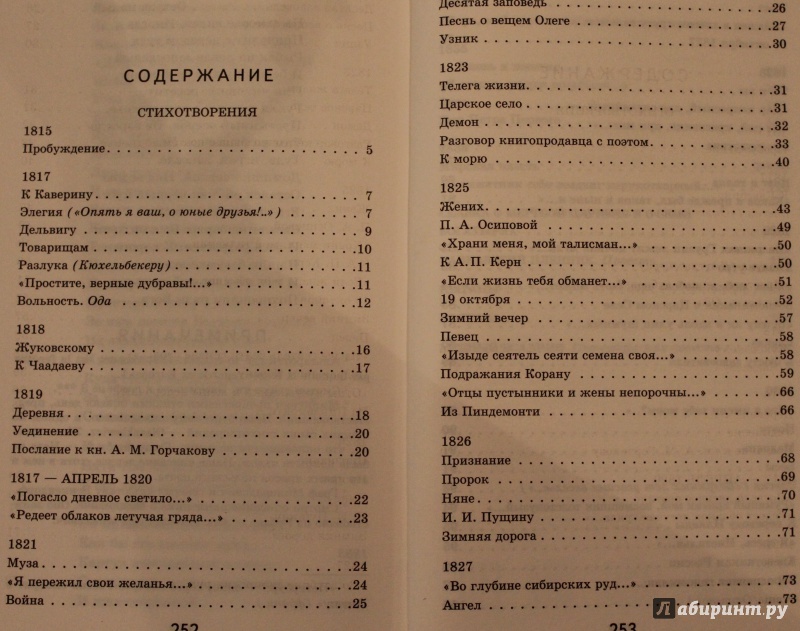 СОДЕРЖАНИЕ
СТИХОТВОРЕНИЯ
1815
Пробуждение. . . . . . . . . . . . . . . . . . . . . . . . . 5
1817
К Каверину. . . . . . . . . . . . . . . . . . . . . . . . . . 7
Элегия («Опять я ваш, о юные друзья!..») . . . . . . . 7
Дельвигу . . . . . . . . . . . . . . . . . . . . . . . . . . . 9
Товарищам . . . . . . . . . . . . . . . . . . . . . . . . .10
Разлука (Кюхельбекеру) . . . . . . . . . . . . . . . . .11
«Простите, верные дубравы!...» . . . . . . . . . . . .11
Вольность. Ода . . . . . . . . . . . . . . . . . . . . . .12
1818
Жуковскому . . . . . . . . . . . . . . . . . . . . . . . .16
К Чаадаеву . . . . . . . . . . . . . . . . . . . . . . . . .17
1819
Деревня . . . . . . . . . . . . . . . . . . . . . . . . . . .18
Уединение . . . . . . . . . . . . . . . . . . . . . . . . .20
Послание к кн. А. М. Горчакову . . . . . . . . . . . .20
1817 — АПРЕЛЬ 1820
«Погасло дневное светило...» . . . . . . . . . . . . . .22
«Редеет облаков летучая гряда...» . . . . . . . . . . .23
1821
Муза. . . . . . . . . . . . . . . . . . . . . . . . . . . . . .24
«Я пережил свои желанья...» . . . . . . . . . . . . . .24
Война . . . . . . . . . . . . . . . . . . . . . . . . . . . . .25
252
Десятая заповедь . . . . . . . . . . . . . . . . . . . . .26
Песнь о вещем Олеге . . . . . . . . . . . . . . . . . . .27
Узник . . . . . . . . . . . . . . . . . . . . . . . . . . . . .30
1823
Телега жизни. . . . . . . . . . . . . . . . . . . . . . . .31
Царское село . . . . . . . . . . . . . . . . . . . . . . . .31
Демон . . . . . . . . . . . . . . . . . . . . . . . . . . . .32
Разговор книгопродавца с поэтом. . . . . . . . . . . .33
К морю . . . . . . . . . . . . . . . . . . . . . . . . . . . .40
1825
Жених. . . . . . . . . . . . . . . . . . . . . . . . . . . . .43
П. А. Осиповой . . . . . . . . . . . . . . . . . . . . . . .49
«Храни меня, мой талисман...» . . . . . . . . . . . . .50
К А. П. Керн . . . . . . . . . . . . . . . . . . . . . . . . .50
«Если жизнь тебя обманет...» . . . . . . . . . . . . . .51
19 октября . . . . . . . . . . . . . . . . . . . . . . . . .52
Зимний вечер . . . . . . . . . . . . . . . . . . . . . . . .57
Певец . . . . . . . . . . . . . . . . . . . . . . . . . . . . .58
«Изыде сеятель сеяти семена своя...» . . . . . . . . .58
Подражания Корану . . . . . . . . . . . . . . . . . . . .59
«Отцы пустынники и жены непорочны...» . . . . . . .66
Из Пиндемонти . . . . . . . . . . . . . . . . . . . . . . .66
1826
Признание . . . . . . . . . . . . . . . . . . . . . . . . . .68
Пророк . . . . . . . . . . . . . . . . . . . . . . . . . . . .69
Няне. . . . . . . . . . . . . . . . . . . . . . . . . . . . . .70
И. И. Пущину . . . . . . . . . . . . . . . . . . . . . . . .71
Зимняя дорога. . . . . . . . . . . . . . . . . . . . . . . .71
1827
«Во глубине сибирских руд...» . . . . . . . . . . . . . .73
Ангел . . . . . . . . . . . . . . . . . . . . . . . . . . . . .73
253
Лабиринт.ру